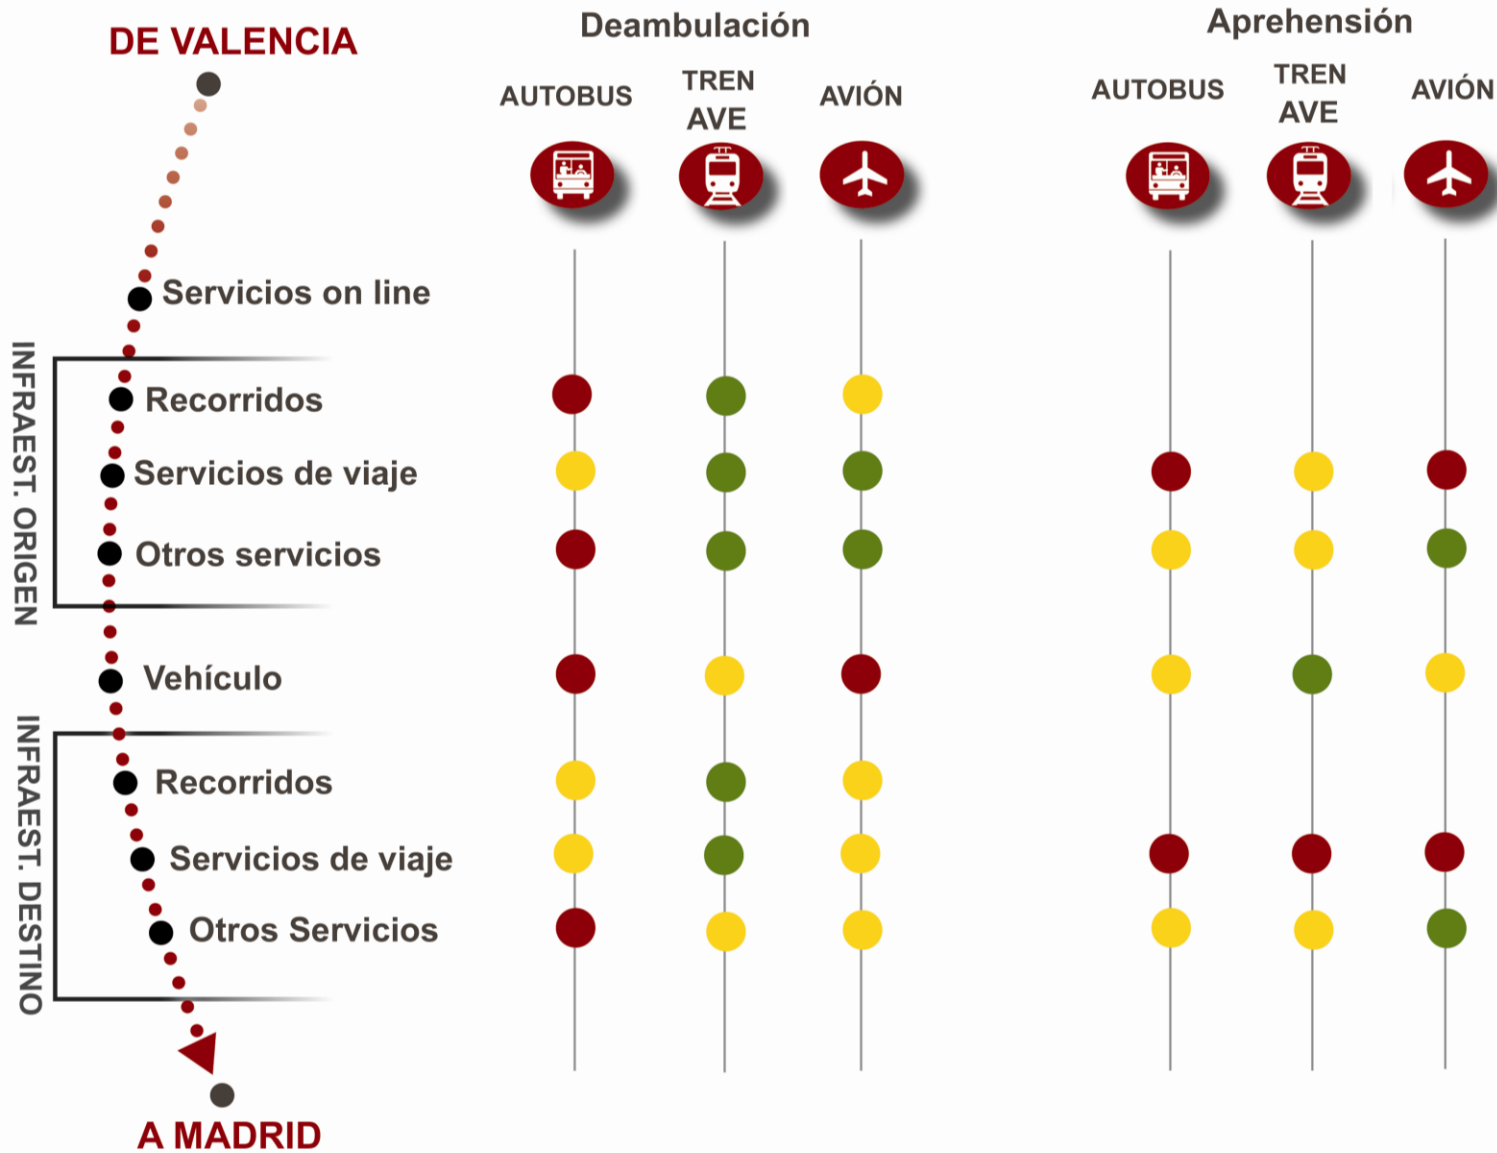 DE VALENCIA
Deambulación
Aprehensión
AUTOBUS
TREN
AVE
AVIÓN
AUTOBUS
TREN
AVE
AVIÓN
Servicios on line
INFRAEST. ORIGEN
Recorridos
Servicios de viaje
Otros servicios
Vehículo
INFRAEST. DESTINO
Recorridos
Servicios de viaje
Otros Servicios
A MADRID